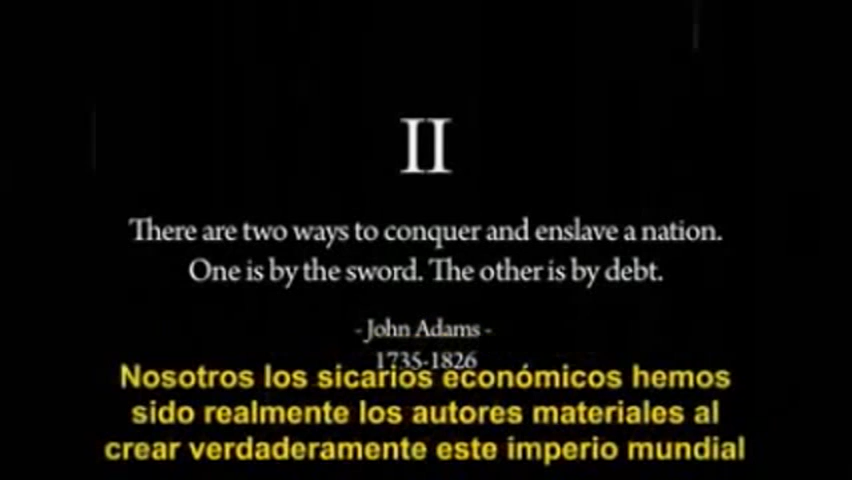 II
There are two ways to conquer and enslave a nation.
One is by the sword. The other is by debt.
- John Adams -
1735-1826
Nosotros los sicarios económicos hemos
sido realmente los autores materiales al
crear verdaderamente este imperio mundial